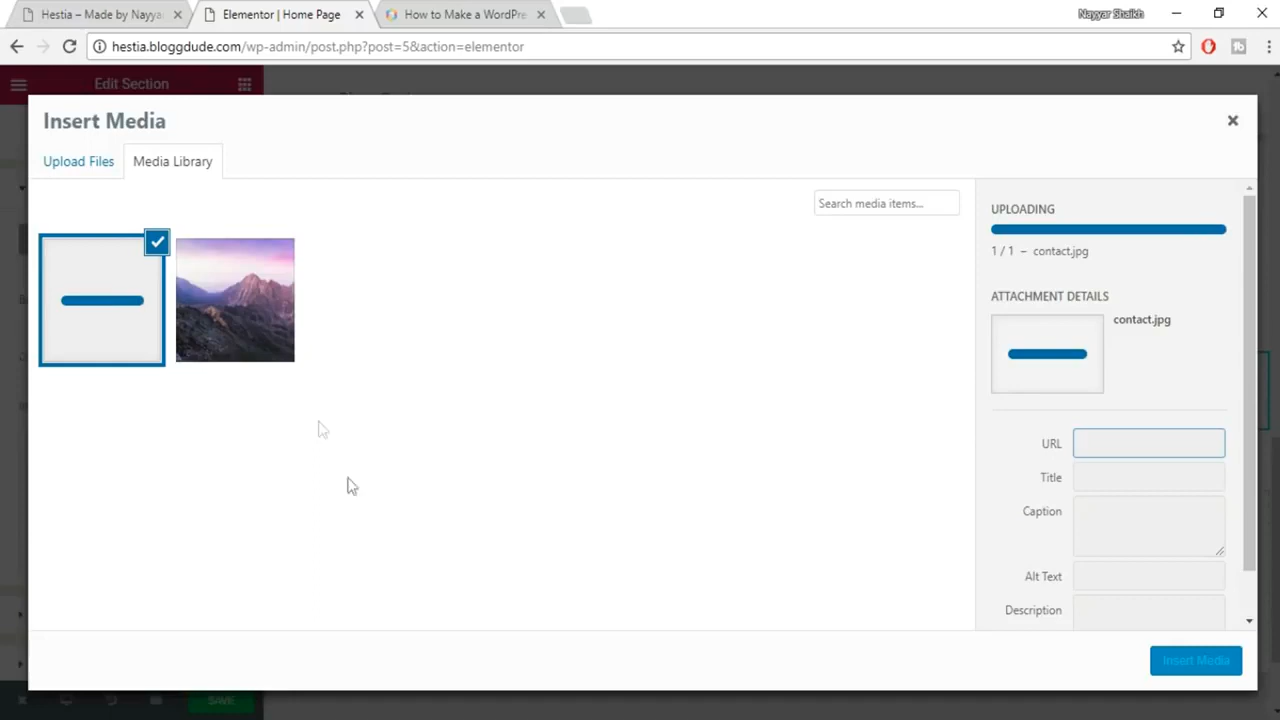 Hestia – Made by Nayya
Elementor | Home Page
How to Make a WordPre
Nayyar Shaikh
hestia.bloggdude.com/wp-admin/post.php?post=5&action=elementor
Edit Section
Insert Media
Upload Files
Media Library
Search media items...
UPLOADING
1 / 1 – contact.jpg
ATTACHMENT DETAILS
contact.jpg
URL
Title
Caption
Alt Text
Description
Insert Media
SAVE